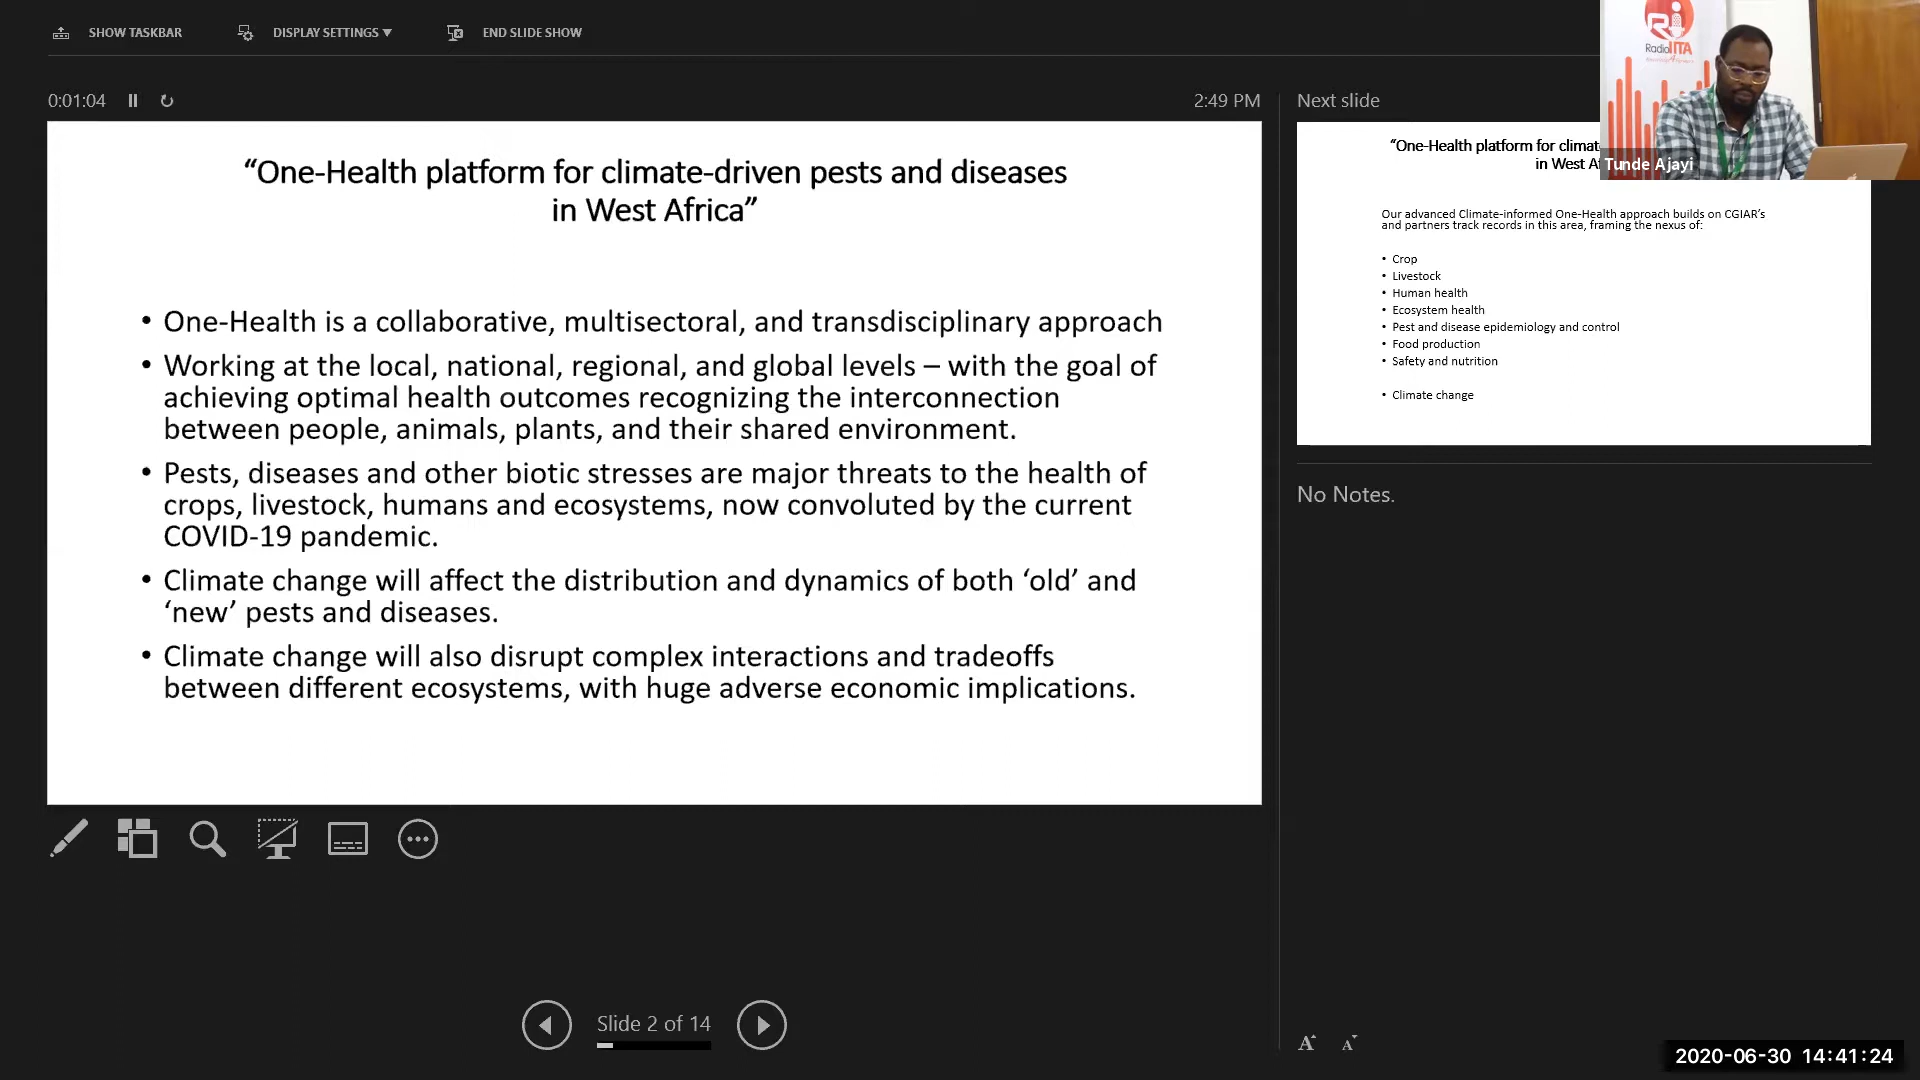 SHOW TASKBAR
DISPLAY SETTINGS
END SLIDE SHOW
0:01:04
2:49 PM
“One-Health platform for climate-driven pests and diseases
in West Africa”
• One-Health is a collaborative, multisectoral, and transdisciplinary approach
• Working at the local, national, regional, and global levels – with the goal of
achieving optimal health outcomes recognizing the interconnection
between people, animals, plants, and their shared environment.
• Pests, diseases and other biotic stresses are major threats to the health of
crops, livestock, humans and ecosystems, now convoluted by the current
COVID-19 pandemic.
• Climate change will affect the distribution and dynamics of both ‘old’ and
‘new’ pests and diseases.
• Climate change will also disrupt complex interactions and tradeoffs
between different ecosystems, with huge adverse economic implications.
Slide 2 of 14
Next slide
Radio IITA
Tunde Ajayi
“One-Health platform for clima
in West Af
Our advanced Climate-informed One-Health approach builds on CGIAR’s
and partners track records in this area, framing the nexus of:
• Crop
• Livestock
• Human health
• Ecosystem health
• Pest and disease epidemiology and control
• Food production
• Safety and nutrition
• Climate change
No Notes.
A A
2020-06-30 14:41:24